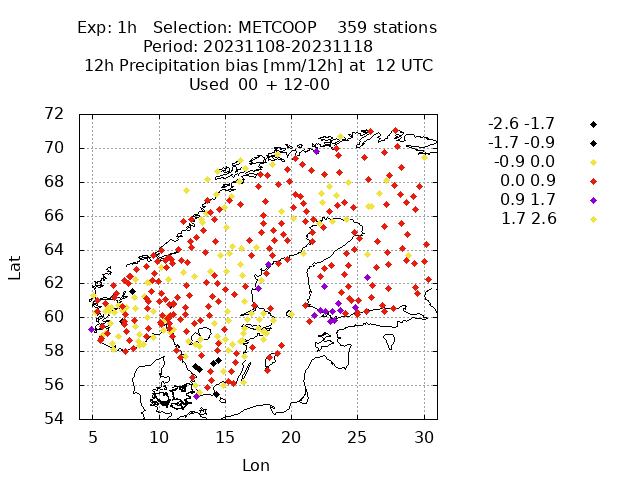 Exp: 1h   Selection: METCOOP    359 stations
Period: 20231108-20231118
12h Precipitation bias [mm/12h] at  12 UTC
Used  00 + 12-00
72
70
68
66
64
62
60
58
56
54
Lat
5 10 15 20 25 30
Lon
-2.6 -1.7
-1.7 -0.9
-0.9 0.0
0.0 0.9
0.9 1.7
1.7 2.6